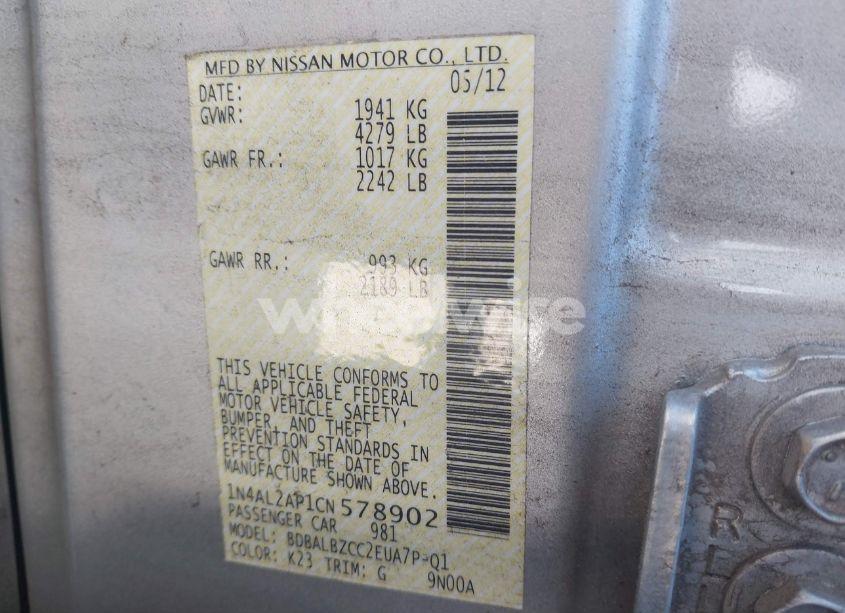 MFD BY NISSAN MOTOR CO., LTD.
DATE: 05/12
GVWR: 1941 KG
4279 LB
GAWR FR.: 1017 KG
2242 LB
GAWR RR.: 993 KG
2189 LB
wheelwise
THIS VEHICLE CONFORMS TO
ALL APPLICABLE FEDERAL
MOTOR VEHICLE SAFETY,
BUMPER, AND THEFT
PREVENTION STANDARDS IN
EFFECT ON THE DATE OF
MANUFACTURE SHOWN ABOVE.
1N4AL2AP1CN578902
PASSENGER CAR 981
MODEL: BDBALBZCC2EUA7P-Q1
COLOR: K23 TRIM: G 9N00A